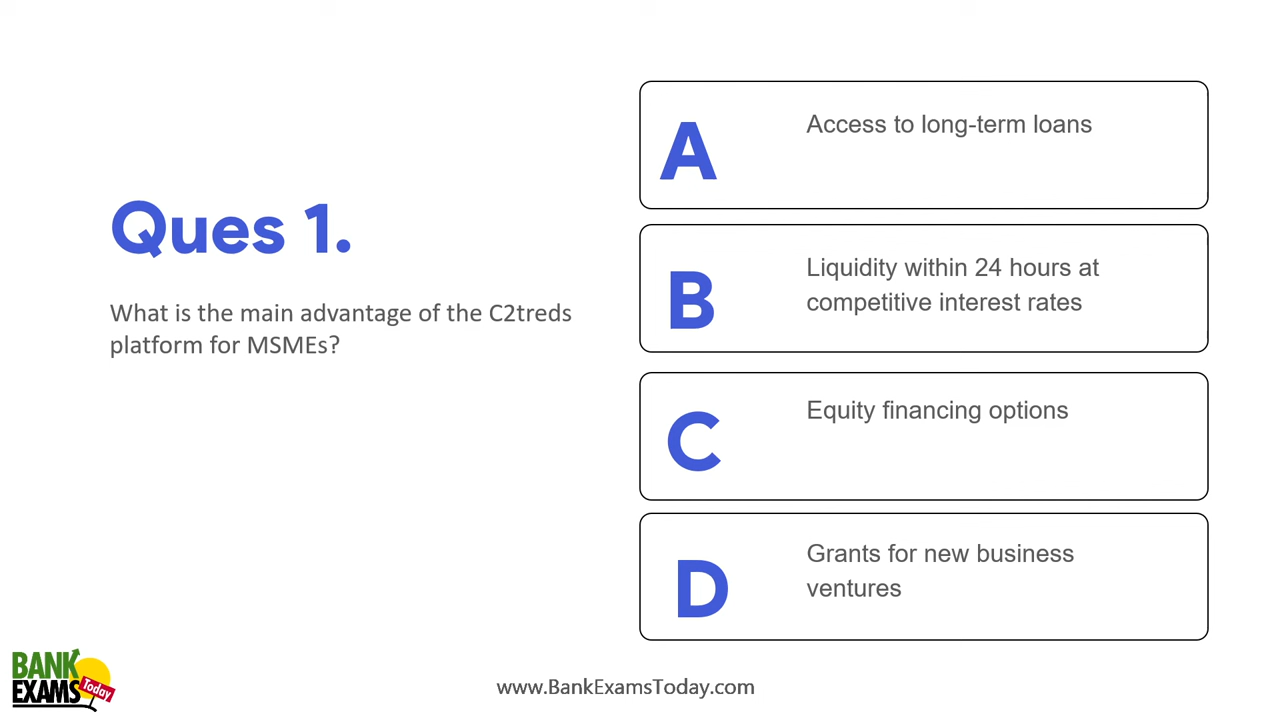 Ques 1.
What is the main advantage of the C2treds
platform for MSMEs?
A
Access to long-term loans
B
Liquidity within 24 hours at
competitive interest rates
C
Equity financing options
D
Grants for new business
ventures
BANK
EXAMS
Today
www.BankExamsToday.com